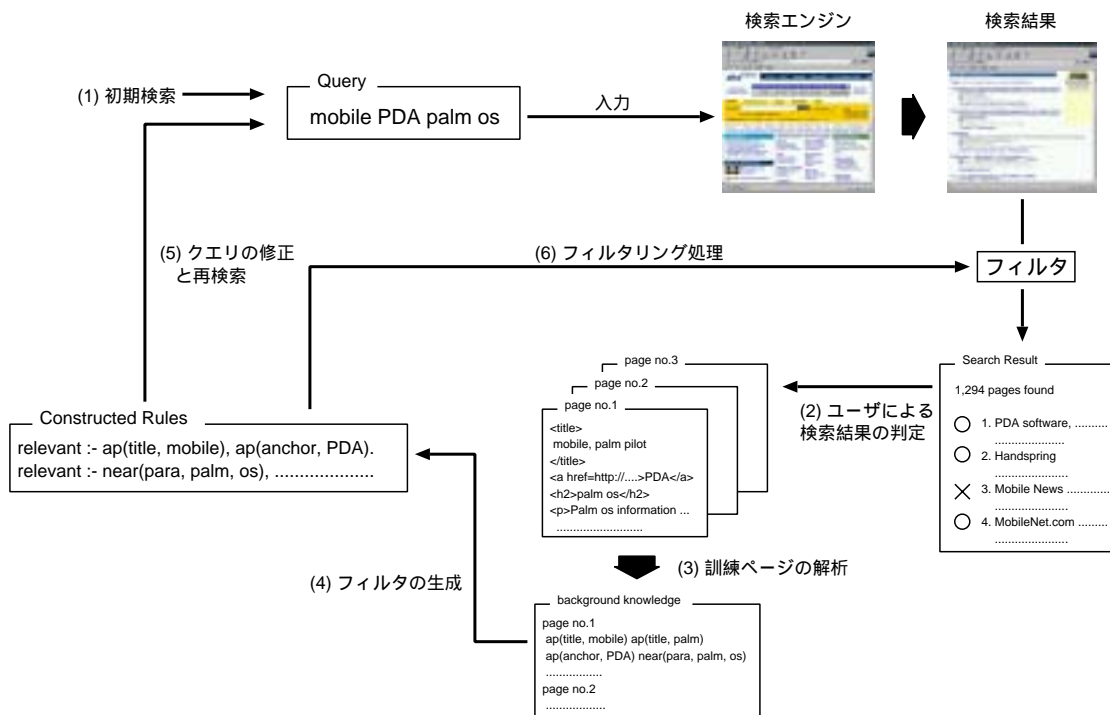 検索エンジン
検索結果
(1) 初期検索
Query
mobile PDA palm os
入力
(5) クエリの修正
と再検索
(6) フィルタリング処理
フィルタ
Search Result
1,294 pages found
1. PDA software, .........
.....................
2. Handspring
......................
3. Mobile News .............
......................
4. MobileNet.com .........
......................
(2) ユーザによる
検索結果の判定
page no.3
page no.2
page no.1
<title>
mobile, palm pilot
</title>
<a href=http://....>PDA</a>
<h2>palm os</h2>
<p>Palm os information ...
..........................
Constructed Rules
relevant :- ap(title, mobile), ap(anchor, PDA).
relevant :- near(para, palm, os), .....................
(3) 訓練ページの解析
(4) フィルタの生成
background knowledge
page no.1
ap(title, mobile) ap(title, palm)
ap(anchor, PDA) near(para, palm, os)
.................
page no.2
..................